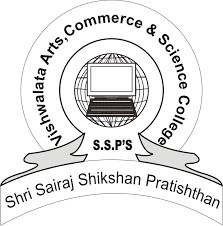 Vishwalata Arts, Commerce & Science College
S.S.P'S
Shri Sairaj Shikshan Pratishthan